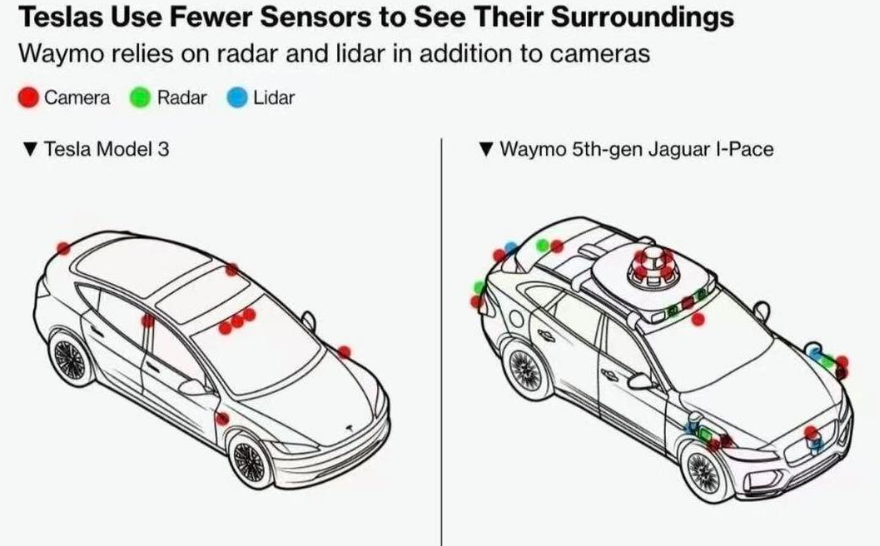 Teslas Use Fewer Sensors to See Their Surroundings
Waymo relies on radar and lidar in addition to cameras
Camera Radar Lidar
▼ Tesla Model 3
▼ Waymo 5th-gen Jaguar I-Pace